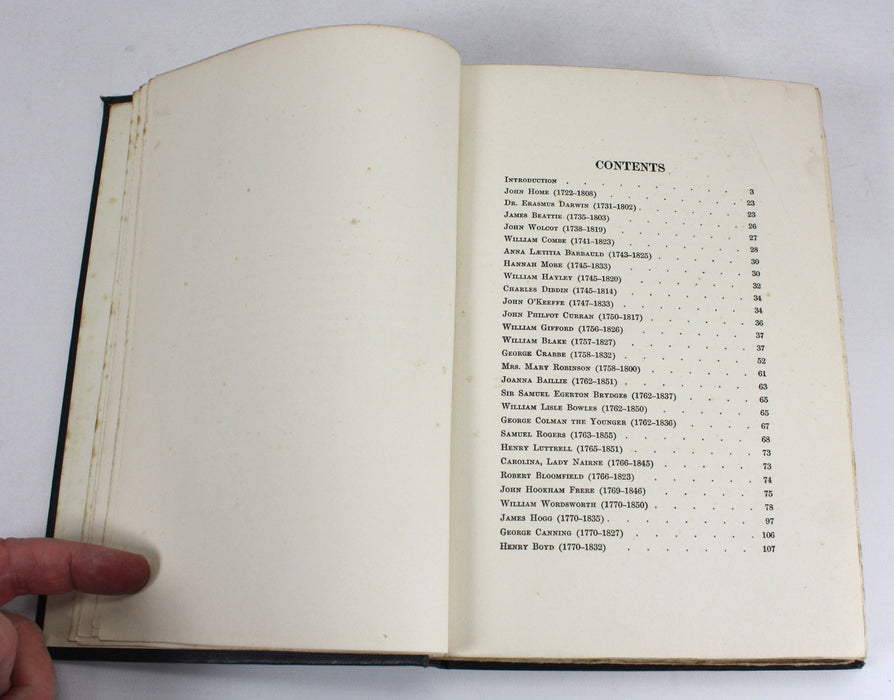 CONTENTS
INTRODUCTION . . . . . . . 3
JOHN HOME (1722–1808) . . . . . . 23
DR. ERASMUS DARWIN (1731–1802) . . . . . 23
JAMES BEATTIE (1735–1803) . . . . . 26
JOHN WOLCOT (1738–1819) . . . . . 27
WILLIAM COMBE (1741–1823) . . . . . 28
ANNA LÆTITIA BARBAULD (1743–1825) . . . . 30
HANNAH MORE (1745–1833) . . . . . 30
WILLIAM HAYLEY (1745–1820) . . . . . 32
CHARLES DIBDIN (1745–1814) . . . . . 34
JOHN O'KEEFFE (1747–1833) . . . . . 34
JOHN PHILPOT CURRAN (1750–1817) . . . . 36
WILLIAM GIFFORD (1756–1826) . . . . . 37
WILLIAM BLAKE (1757–1827) . . . . . 37
GEORGE CRABBE (1758–1832) . . . . . 52
MRS. MARY ROBINSON (1758–1800) . . . . 61
JOANNA BAILLIE (1762–1851) . . . . . 63
SIR SAMUEL EGERTON BRYDGES (1762–1837) . . . 65
WILLIAM LISLE BOWLES (1762–1850) . . . . 65
GEORGE COLMAN THE YOUNGER (1762–1836) . . . 67
SAMUEL ROGERS (1763–1855) . . . . . 68
HENRY LUTTRELL (1765–1851) . . . . . 73
CAROLINA, LADY NAIRNE (1766–1845) . . . . 73
ROBERT BLOOMFIELD (1766–1823) . . . . 74
JOHN HOOKHAM FRERE (1769–1846) . . . . 75
WILLIAM WORDSWORTH (1770–1850) . . . . 78
JAMES HOGG (1770–1835) . . . . . 97
GEORGE CANNING (1770–1827) . . . . . 106
HENRY BOYD (1770–1832) . . . . . 107